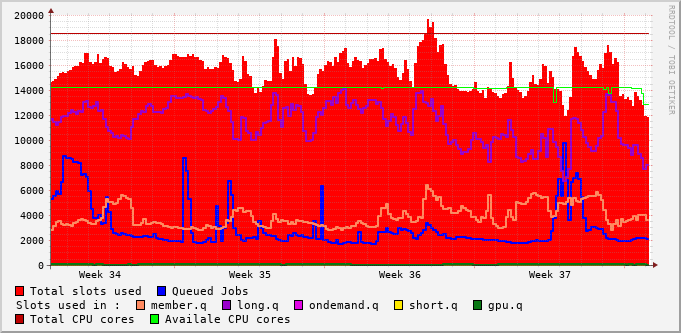 20000
18000
16000
14000
12000
10000
8000
6000
4000
2000
0
Week 34 Week 35 Week 36 Week 37
RRDTOOL / TOBI OETIKER
Total slots used Queued Jobs
Slots used in : member.q long.q ondemand.q short.q gpu.q
Total CPU cores Availale CPU cores